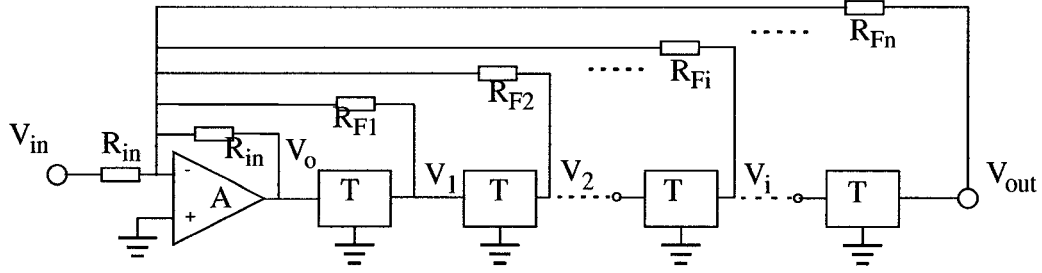 R_Fn
R_Fi
R_F2
R_F1
V_in
R_in
R_in
V_o
V_1
V_2
V_i
V_out
-
A
+
T
T
T
T